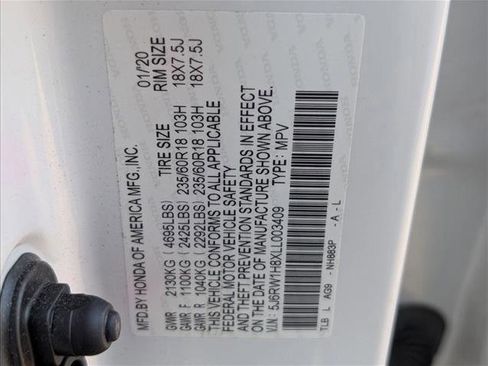 MFD.BY HONDA OF AMERICA MFG., INC. 01/'20
TIRE SIZE RIM SIZE
GVWR 2130KG (4695LBS)
GAWR F 1100KG (2425LBS) 235/60R18 103H 18X7.5J
GAWR R 1040KG (2292LBS) 235/60R18 103H 18X7.5J
THIS VEHICLE CONFORMS TO ALL APPLICABLE
FEDERAL MOTOR VEHICLE SAFETY
AND THEFT PREVENTION STANDARDS IN EFFECT
ON THE DATE OF MANUFACTURE SHOWN ABOVE.
V.I.N: 5J6RW1H8XLL003409 TYPE: MPV
TLB L AG9 - NH883P - A - L